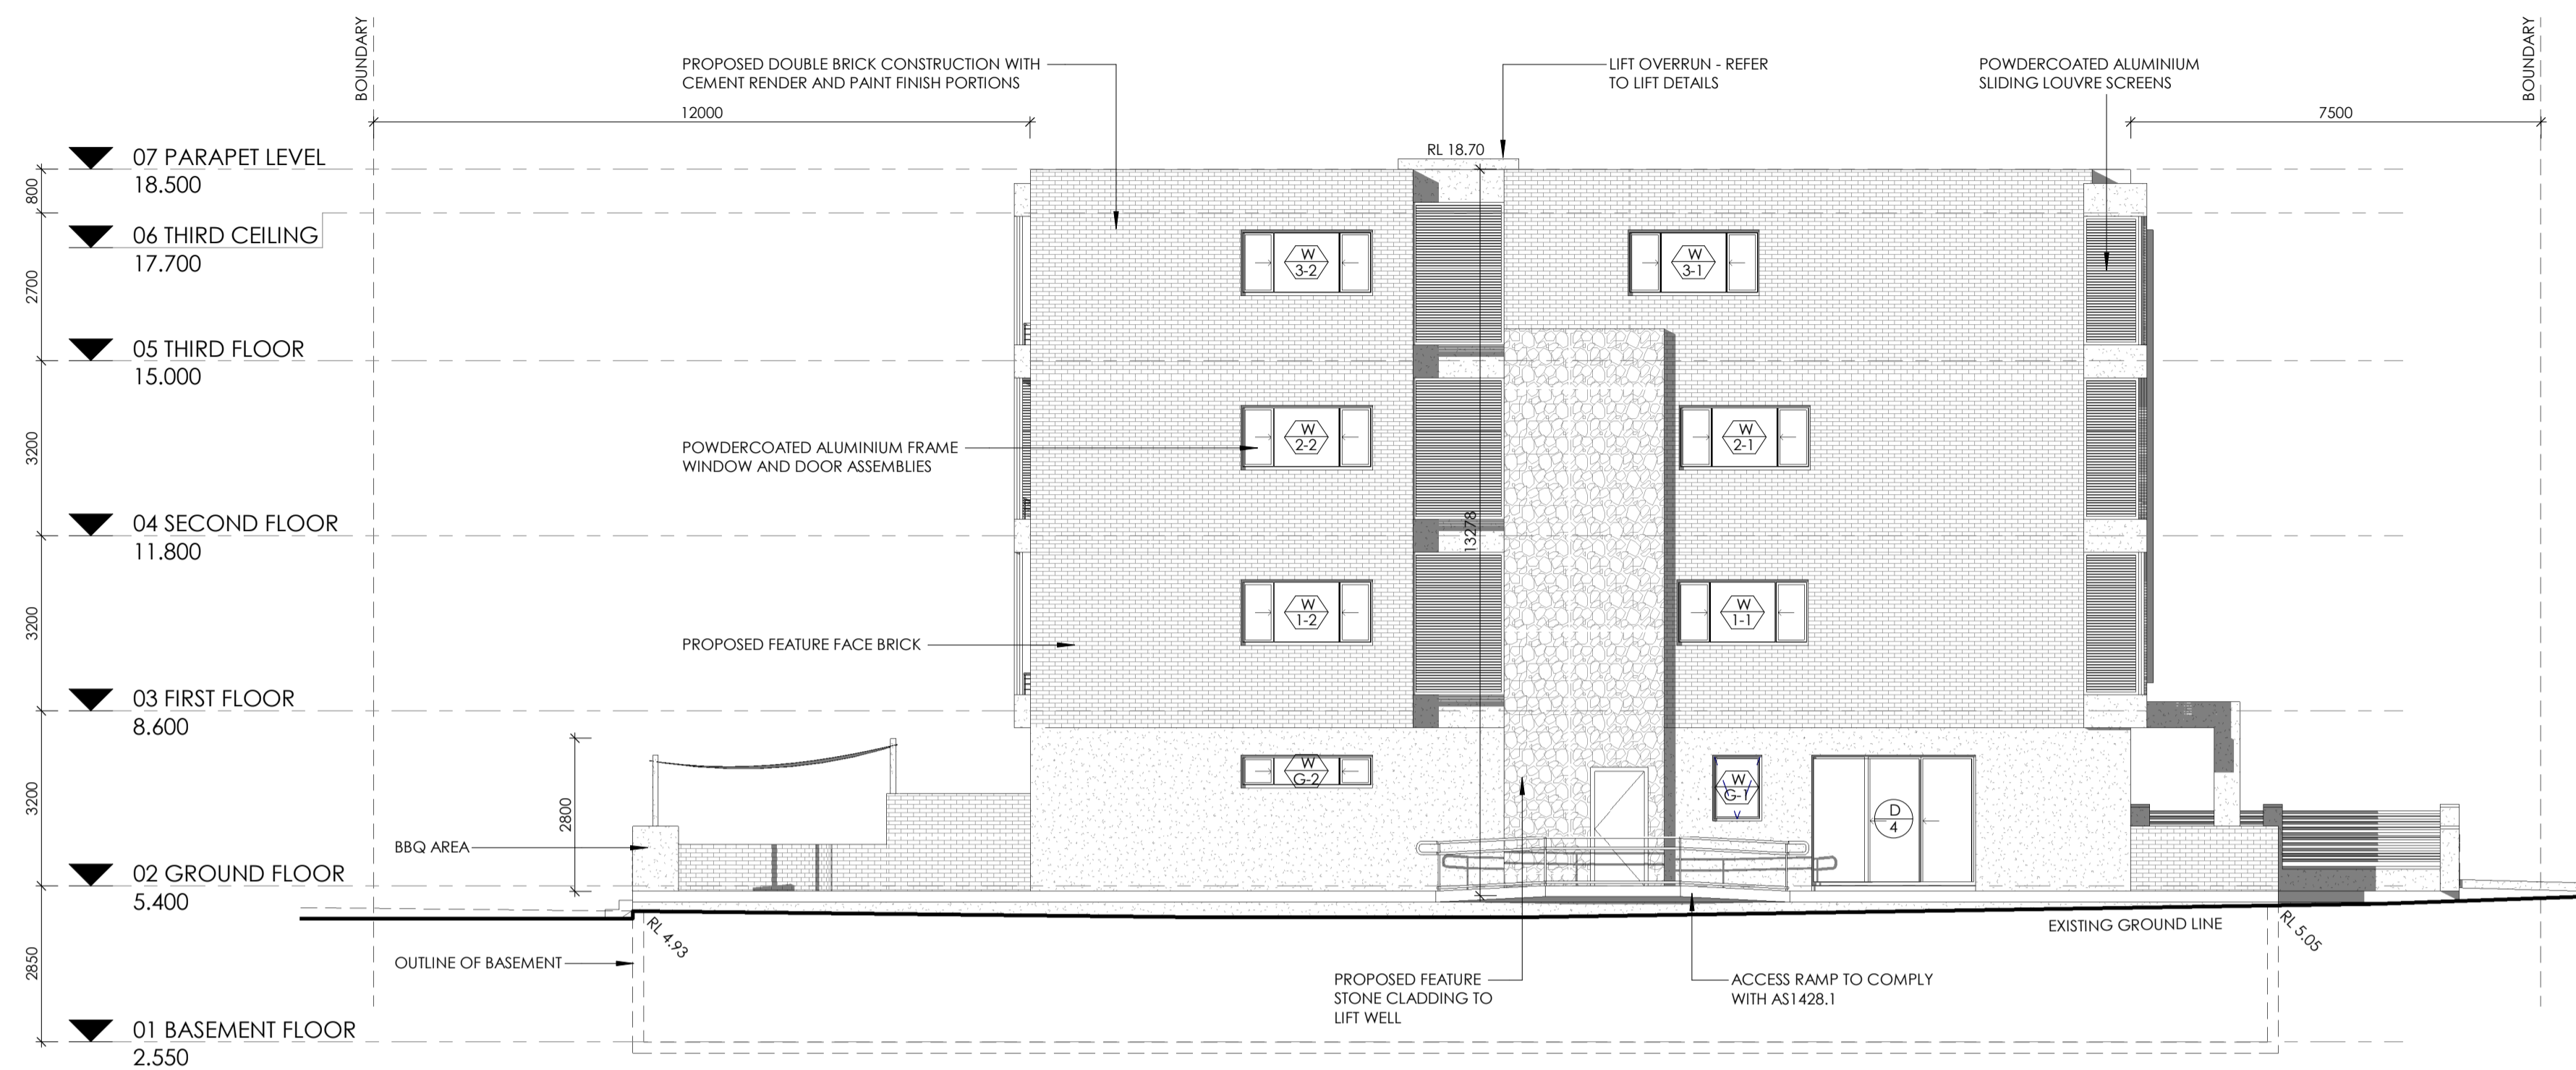 BOUNDARY
PROPOSED DOUBLE BRICK CONSTRUCTION WITH
CEMENT RENDER AND PAINT FINISH PORTIONS
LIFT OVERRUN - REFER
TO LIFT DETAILS
POWDERCOATED ALUMINIUM
SLIDING LOUVRE SCREENS
BOUNDARY
12000
7500
RL 18.70
07 PARAPET LEVEL
18.500
800
06 THIRD CEILING
17.700
2700
W
3-2
W
3-1
05 THIRD FLOOR
15.000
3200
POWDERCOATED ALUMINIUM FRAME
WINDOW AND DOOR ASSEMBLIES
W
2-2
W
2-1
04 SECOND FLOOR
11.800
13278
3200
W
1-2
W
1-1
PROPOSED FEATURE FACE BRICK
03 FIRST FLOOR
8.600
3200
2800
W
G-2
W
G-1
V
D
4
BBQ AREA
02 GROUND FLOOR
5.400
RL 4.93
EXISTING GROUND LINE
RL 5.05
2850
OUTLINE OF BASEMENT
PROPOSED FEATURE
STONE CLADDING TO
LIFT WELL
ACCESS RAMP TO COMPLY
WITH AS1428.1
01 BASEMENT FLOOR
2.550